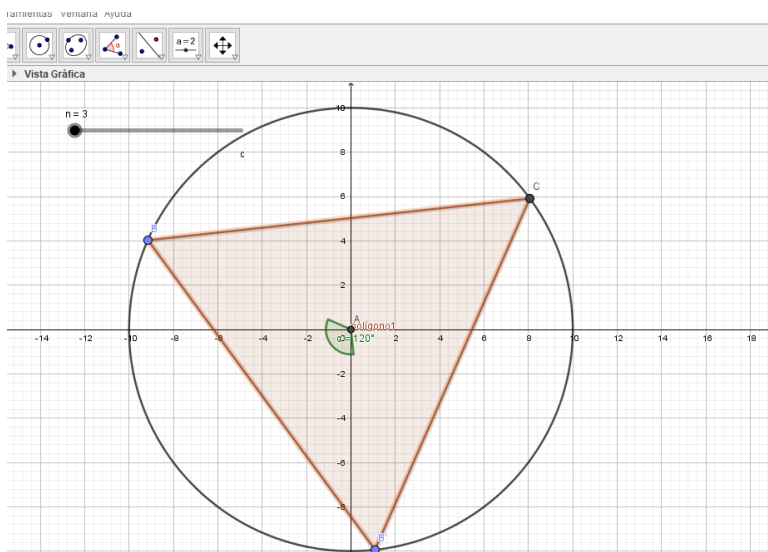 ramientas Ventana Ayuda
a=2
Vista Gráfica
n = 3
c
10
8
6
4
2
-2
-4
-6
-8
-14 -12 -10 -8 -6 -4 -2 2 4 6 8 10 12 14 16 18
C
B
A
polígono1
α = 120°
B'